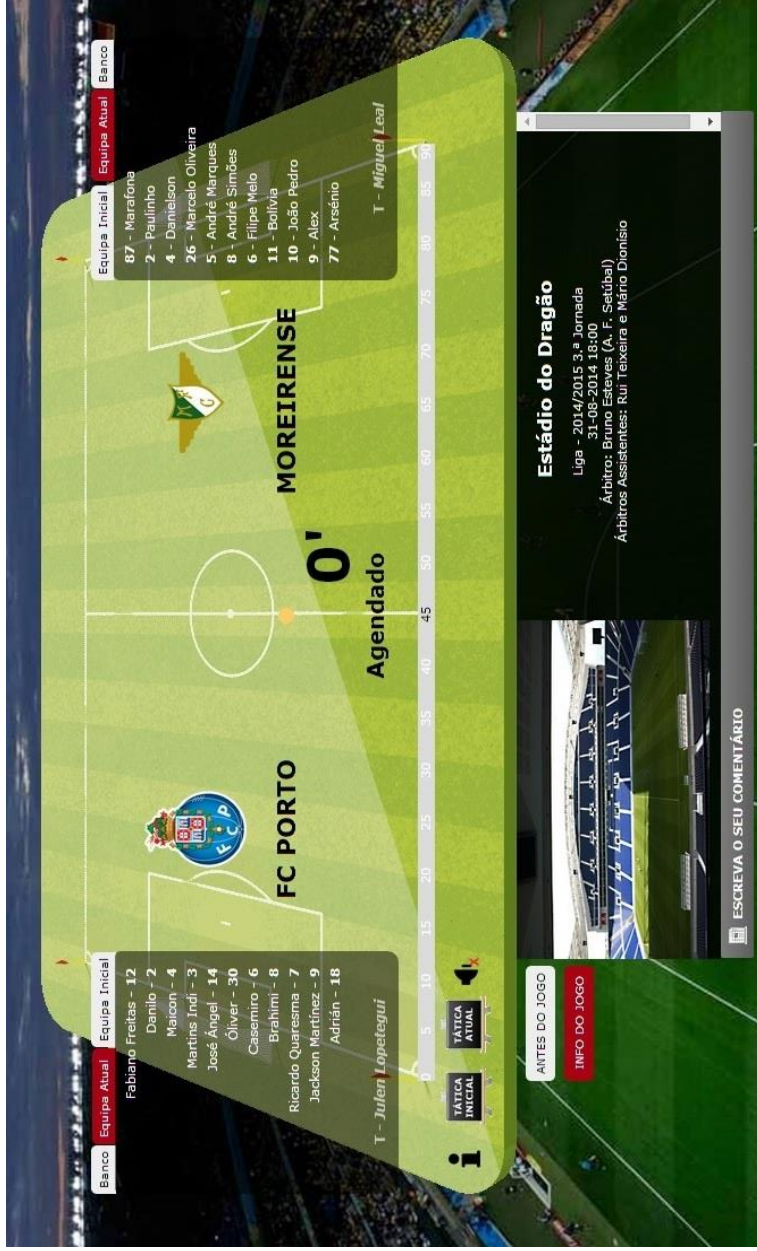 Banco Equipa Atual Equipa Inicial
Fabiano Freitas - 12
Danilo - 2
Maicon - 4
Martins Indi - 3
José Ángel - 14
Óliver - 30
Casemiro - 6
Brahimi - 8
Ricardo Quaresma - 7
Jackson Martínez - 9
Adrián - 18
T - Julen Lopetegui
FCP
FC PORTO
0'
Agendado
MOREIRENSE
Equipa Inicial Equipa Atual Banco
87 - Marafona
2 - Paulinho
4 - Danielson
26 - Marcelo Oliveira
5 - André Marques
8 - André Simões
6 - Filipe Melo
11 - Bolívia
10 - João Pedro
9 - Alex
77 - Arsénio
T - Miguel Leal
0 5 10 15 20 25 30 35 40 45 50 55 60 65 70 75 80 85 90
TÁTICA
INICIAL
TÁTICA
ATUAL
ANTES DO JOGO
INFO DO JOGO
Estádio do Dragão
Liga - 2014/2015 3.ª Jornada
31-08-2014 18:00
Árbitro: Bruno Esteves (A. F. Setúbal)
Árbitros Assistentes: Rui Teixeira e Mário Dionísio
ESCREVA O SEU COMENTÁRIO